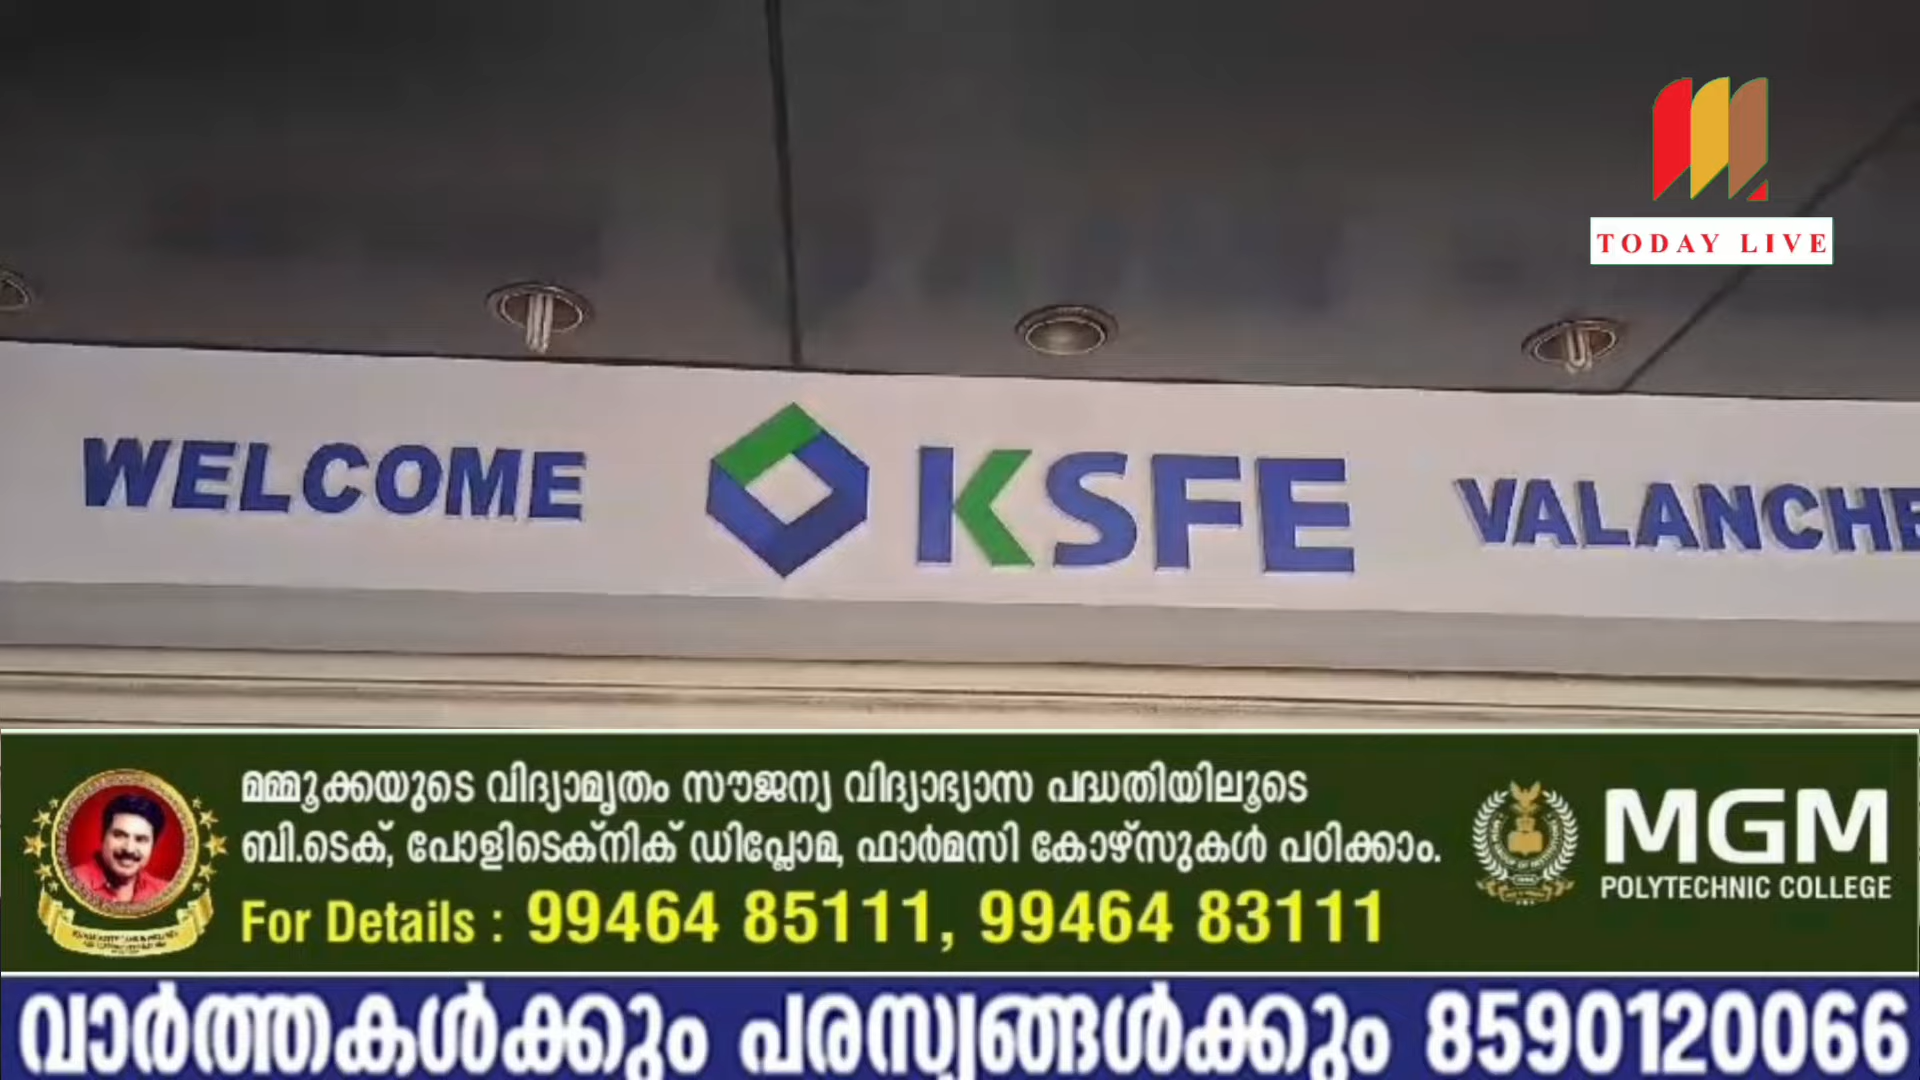 TODAY LIVE
WELCOME KSFE VALANCHE
മമ്മൂക്കയുടെ വിദ്യാമൃതം സൗജന്യ വിദ്യാഭ്യാസ പദ്ധതിയിലൂടെ
ബി.ടെക്, പോളിടെക്നിക് ഡിപ്ലോമ, ഫാർമസി കോഴ്സുകൾ പഠിക്കാം.
For Details : 99464 85111, 99464 83111
MGM
POLYTECHNIC COLLEGE
വാർത്തകൾക്കും പരസ്യങ്ങൾക്കും 8590120066